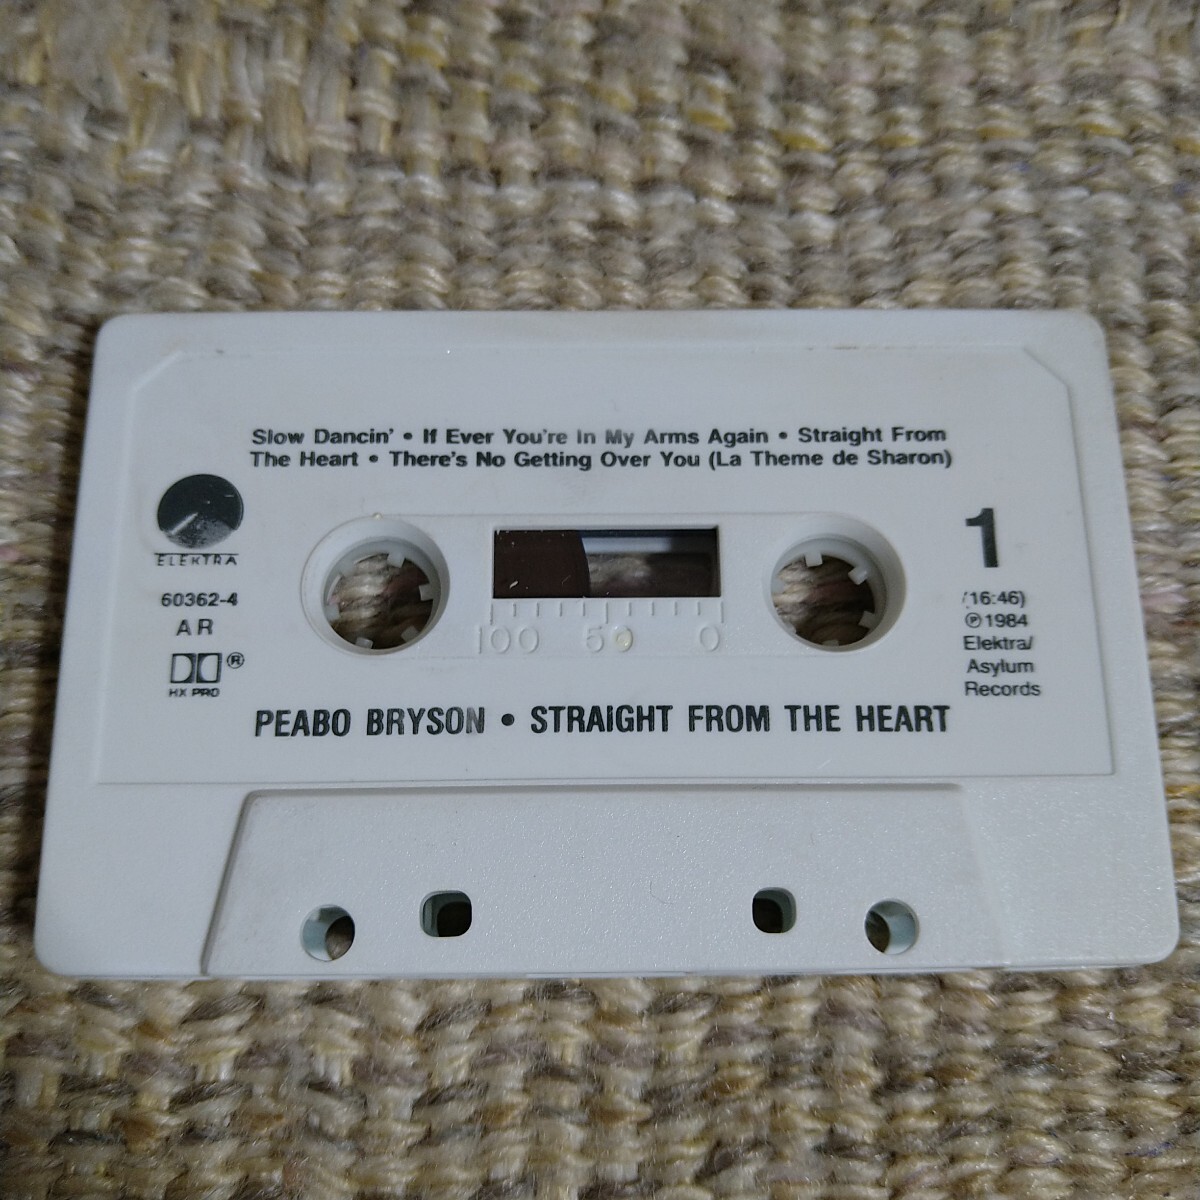 Slow Dancin' • If Ever You're In My Arms Again • Straight From
The Heart • There's No Getting Over You (La Theme de Sharon)
ELEKTRA
60362-4
AR
®
HX PRO
100 50 0
1
(16:46)
℗1984
Elektra/
Asylum
Records
PEABO BRYSON • STRAIGHT FROM THE HEART